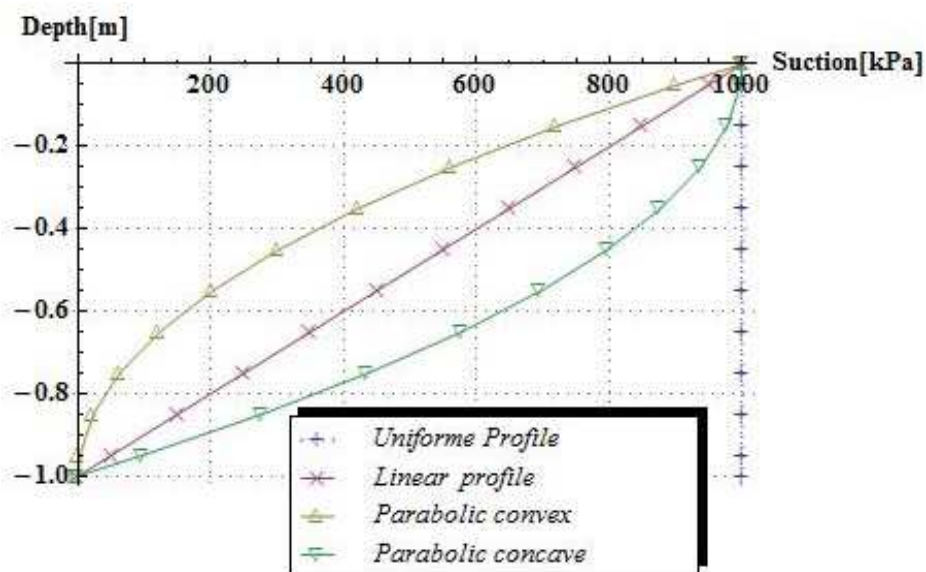 Depth[m]
Suction[kPa]
200 400 600 800 1000
−0.2
−0.4
−0.6
−0.8
−1.0
Uniforme Profile
Linear profile
Parabolic convex
Parabolic concave